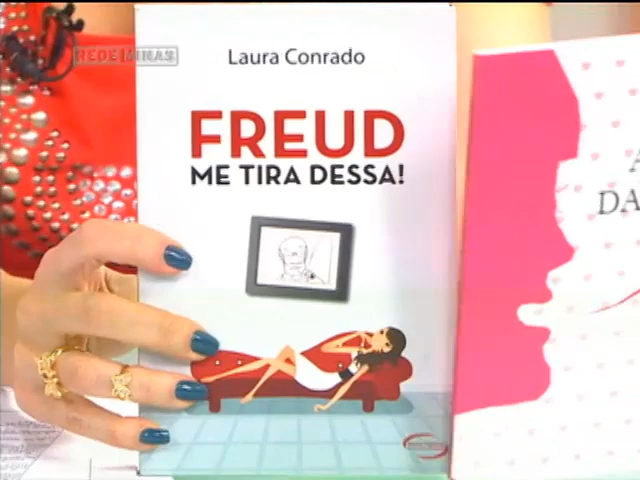 REDE MINAS
Laura Conrado
FREUD
ME TIRA DESSA!
DA